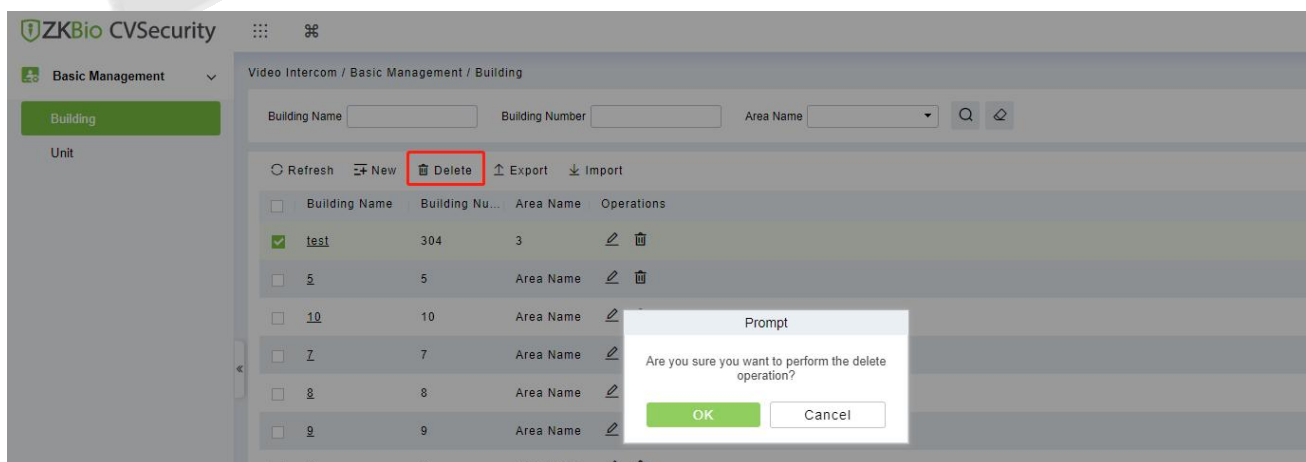 ZKBio CVSecurity
Basic Management
Building
Unit
Video Intercom / Basic Management / Building
Building Name Building Number Area Name
Refresh New Delete Export Import
Building Name Building Nu... Area Name Operations
test 304 3
5 5 Area Name
10 10 Area Name
7 7 Area Name
8 8 Area Name
9 9 Area Name
Prompt
Are you sure you want to perform the delete
operation?
OK Cancel